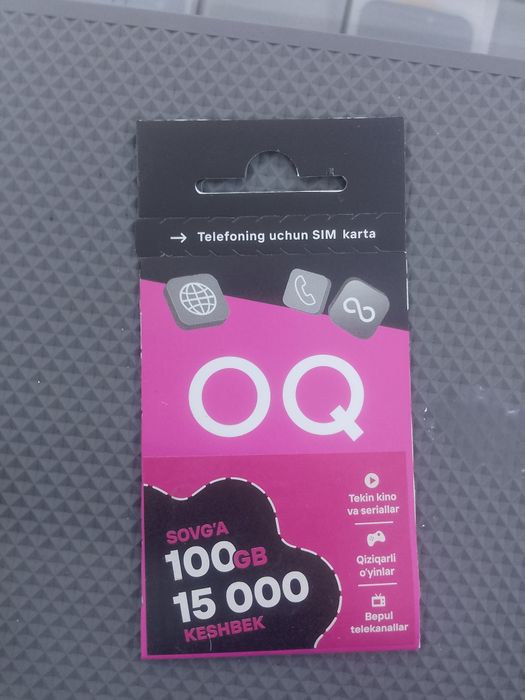 → Telefoning uchun SIM karta
OQ
SOVG'A
100GB
15 000
KESHBEK
Tekin kino
va seriallar
Qiziqarli
o'yinlar
Bepul
telekanallar